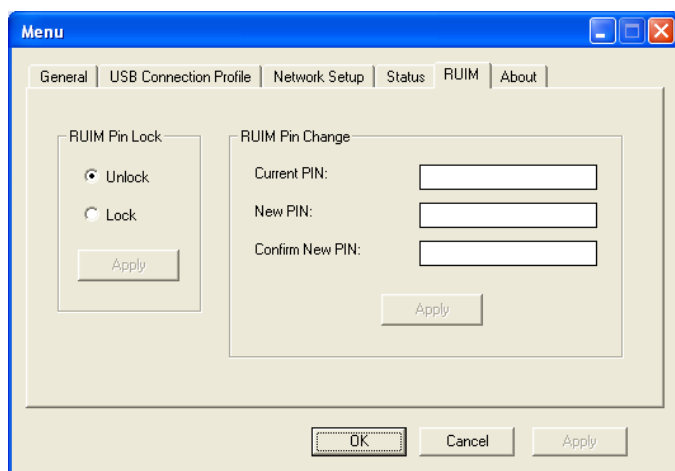 Menu
General USB Connection Profile Network Setup Status RUIM About
RUIM Pin Lock
Unlock
Lock
Apply
RUIM Pin Change
Current PIN:
New PIN:
Confirm New PIN:
Apply
OK Cancel Apply